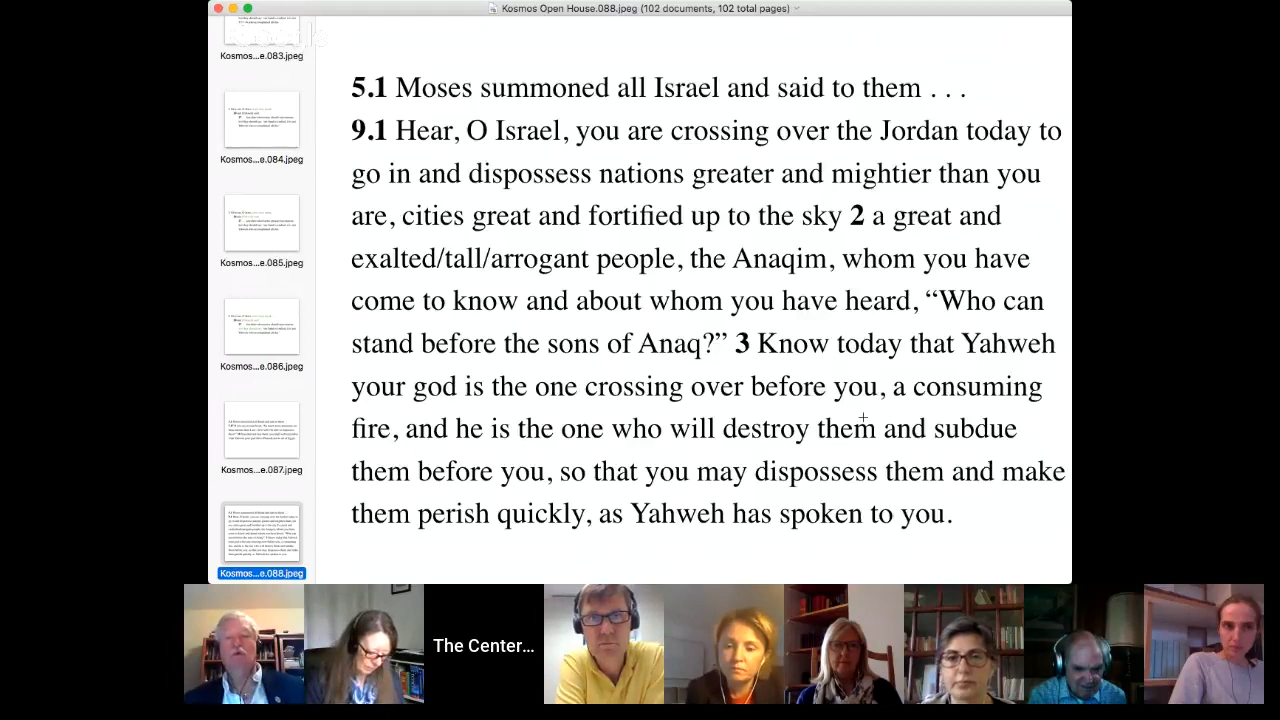 Kosmos Open House.088.jpeg (102 documents, 102 total pages)
Kosmos...e.083.jpeg
Kosmos...e.084.jpeg
Kosmos...e.085.jpeg
Kosmos...e.086.jpeg
Kosmos...e.087.jpeg
Kosmos...e.088.jpeg
5.1 Moses summoned all Israel and said to them . . .
9.1 Hear, O Israel, you are crossing over the Jordan today to
go in and dispossess nations greater and mightier than you
are, cities great and fortified up to the sky 2 a great and
exalted/tall/arrogant people, the Anaqim, whom you have
come to know and about whom you have heard, “Who can
stand before the sons of Anaq?” 3 Know today that Yahweh
your god is the one crossing over before you, a consuming
fire, and he is the one who will destroy them and subdue
them before you, so that you may dispossess them and make
them perish quickly, as Yahweh has spoken to you.
The Center...